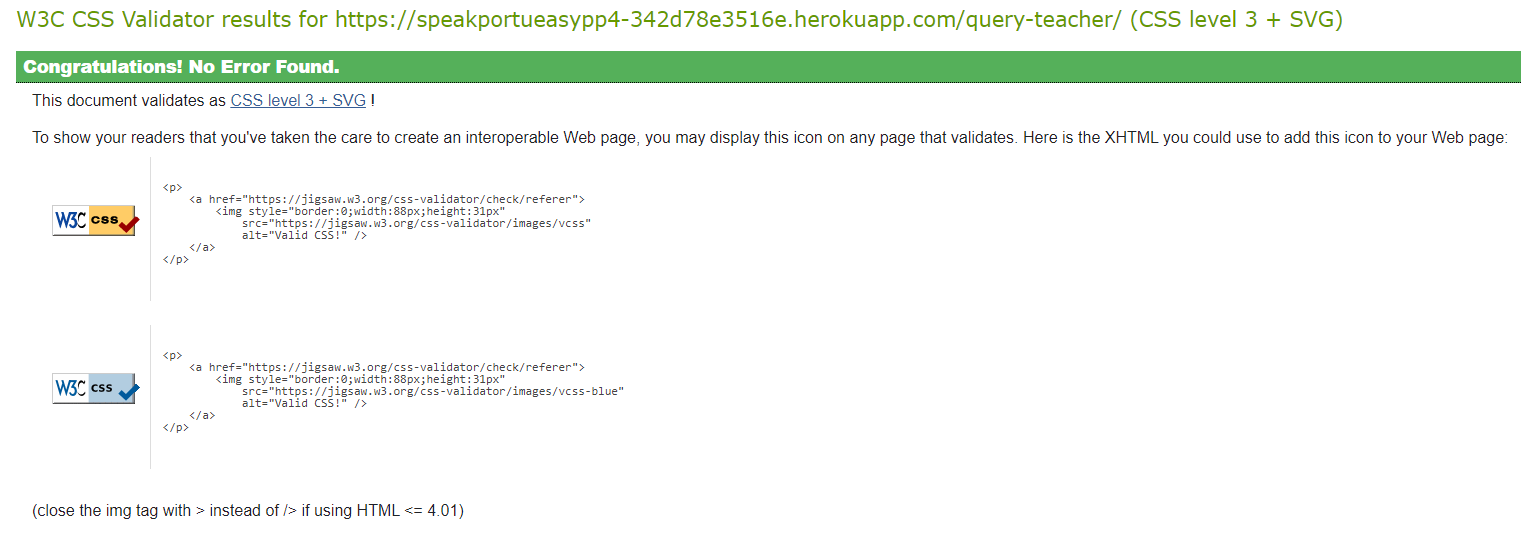 W3C CSS Validator results for https://speakportueasypp4-342d78e3516e.herokuapp.com/query-teacher/ (CSS level 3 + SVG)
Congratulations! No Error Found.
This document validates as CSS level 3 + SVG !
To show your readers that you've taken the care to create an interoperable Web page, you may display this icon on any page that validates. Here is the XHTML you could use to add this icon to your Web page:
W3C css
<p>
<a href="https://jigsaw.w3.org/css-validator/check/referer">
<img style="border:0;width:88px;height:31px"
src="https://jigsaw.w3.org/css-validator/images/vcss"
alt="Valid CSS!" />
</a>
</p>
W3C css
<p>
<a href="https://jigsaw.w3.org/css-validator/check/referer">
<img style="border:0;width:88px;height:31px"
src="https://jigsaw.w3.org/css-validator/images/vcss-blue"
alt="Valid CSS!" />
</a>
</p>
(close the img tag with > instead of /> if using HTML <= 4.01)